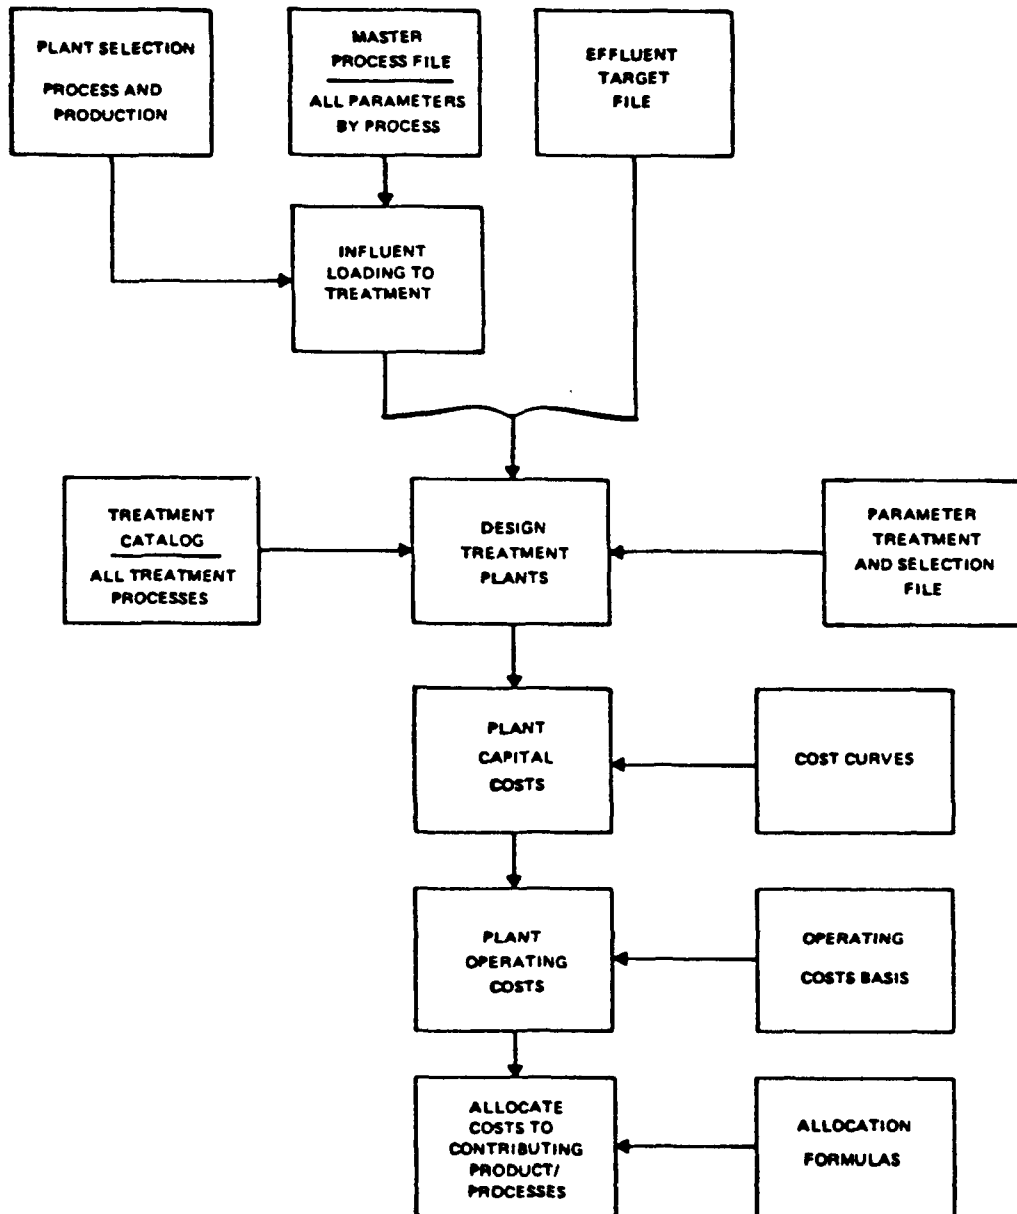 PLANT SELECTION
PROCESS AND
PRODUCTION
MASTER
PROCESS FILE
ALL PARAMETERS
BY PROCESS
EFFLUENT
TARGET
FILE
INFLUENT
LOADING TO
TREATMENT
TREATMENT
CATALOG
ALL TREATMENT
PROCESSES
DESIGN
TREATMENT
PLANTS
PARAMETER
TREATMENT
AND SELECTION
FILE
PLANT
CAPITAL
COSTS
COST CURVES
PLANT
OPERATING
COSTS
OPERATING
COSTS BASIS
ALLOCATE
COSTS TO
CONTRIBUTING
PRODUCT/
PROCESSES
ALLOCATION
FORMULAS